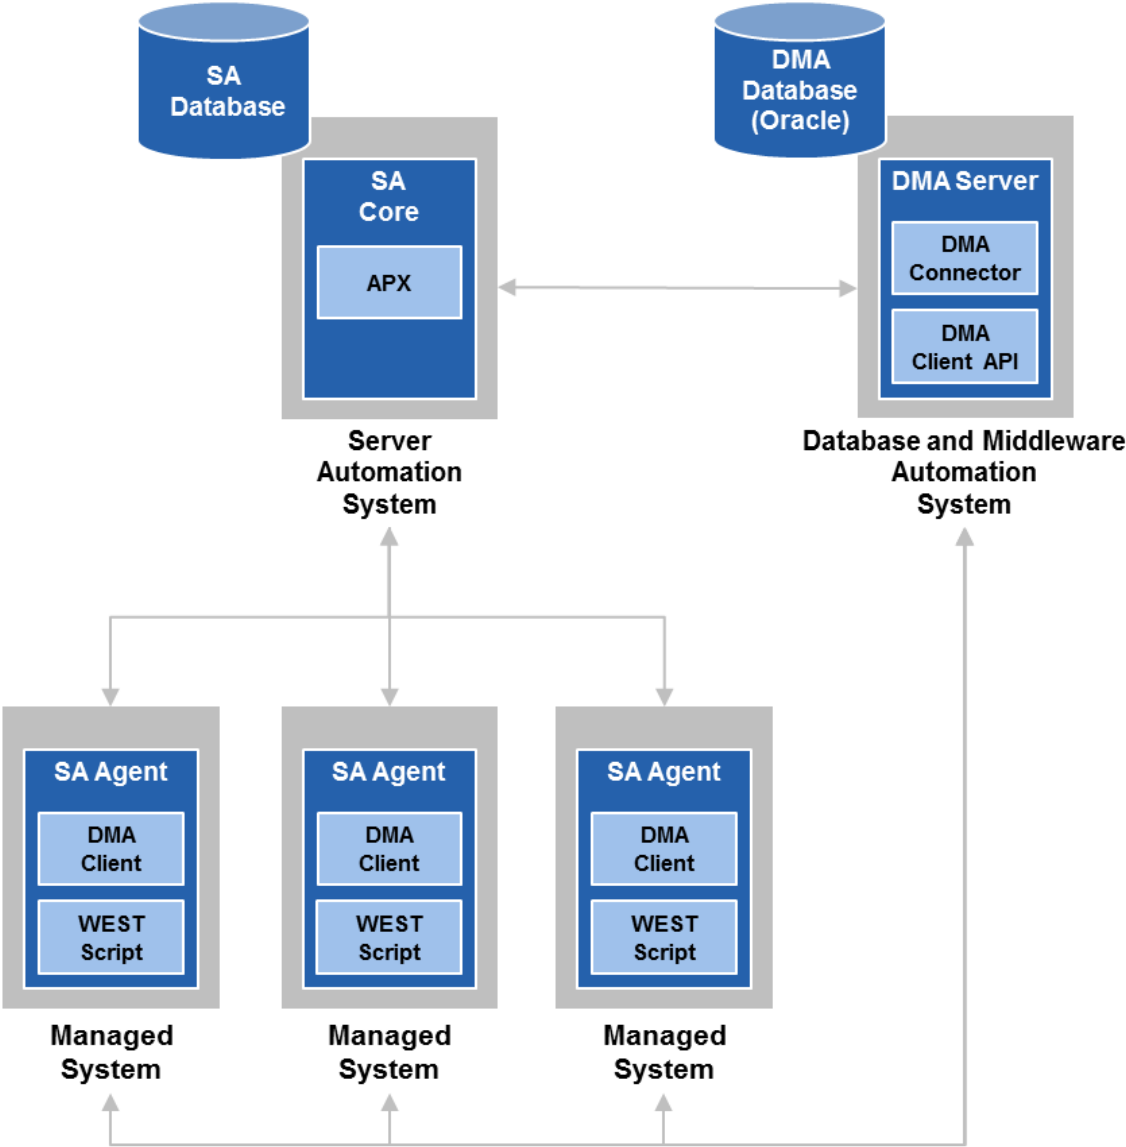 SA
Database
DMA
Database
(Oracle)
SA
Core
APX
DMA Server
DMA
Connector
DMA
Client API
Server
Automation
System
Database and Middleware
Automation
System
SA Agent
DMA
Client
WEST
Script
SA Agent
DMA
Client
WEST
Script
SA Agent
DMA
Client
WEST
Script
Managed
System
Managed
System
Managed
System